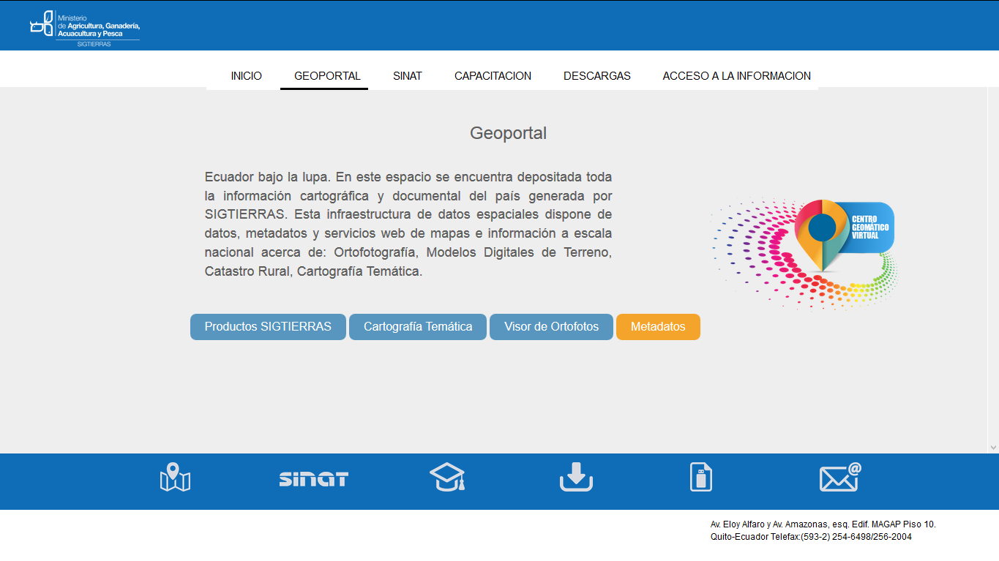 Ministerio
de Agricultura, Ganadería,
Acuacultura y Pesca
SIGTIERRAS
INICIO GEOPORTAL SINAT CAPACITACION DESCARGAS ACCESO A LA INFORMACION
Geoportal
Ecuador bajo la lupa. En este espacio se encuentra depositada toda
la información cartográfica y documental del país generada por
SIGTIERRAS. Esta infraestructura de datos espaciales dispone de
datos, metadatos y servicios web de mapas e información a escala
nacional acerca de: Ortofotografía, Modelos Digitales de Terreno,
Catastro Rural, Cartografía Temática.
CENTRO
GEOMÁTICO
VIRTUAL
Productos SIGTIERRAS Cartografía Temática Visor de Ortofotos Metadatos
SINAT
@
Av. Eloy Alfaro y Av. Amazonas, esq. Edif. MAGAP Piso 10.
Quito-Ecuador Telefax:(593-2) 254-6498/256-2004